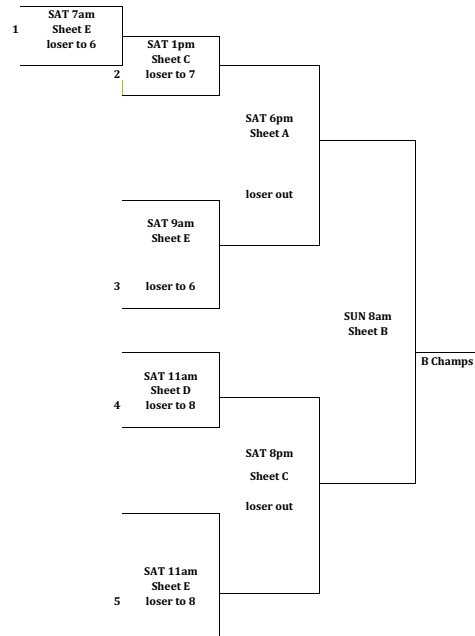 SAT 7am
1
Sheet E
loser to 6
SAT 1pm
Sheet C
2
loser to 7
SAT 6pm
Sheet A
loser out
SAT 9am
Sheet E
3
loser to 6
SUN 8am
Sheet B
B Champs
SAT 11am
Sheet D
4
loser to 8
SAT 8pm
Sheet C
loser out
SAT 11am
Sheet E
5
loser to 8